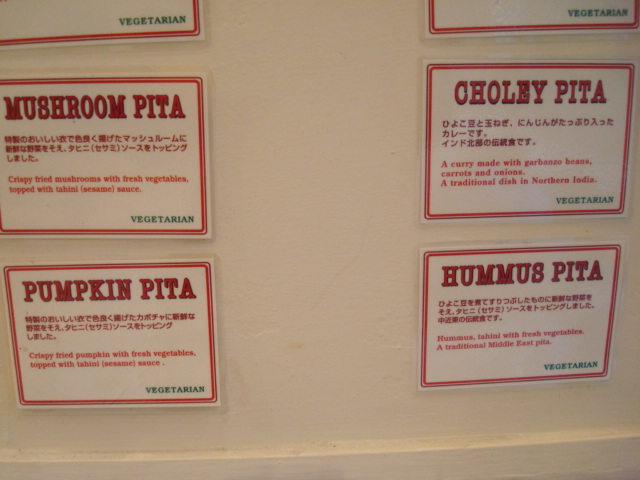 VEGETARIAN
VEGETARIAN
MUSHROOM PITA
特製のおいしい衣で色良く揚げたマッシュルームに
新鮮な野菜をそえ、タヒニ(セサミ)ソースをトッピング
しました。
Crispy fried mushrooms with fresh vegetables,
topped with tahini (sesame) sauce.
VEGETARIAN
CHOLEY PITA
ひよこ豆と玉ねぎ、にんじんがたっぷり入った
カレーです。
インド北部の伝統食です。
A curry made with garbonzo beans,
carrots and onions.
A traditional dish in Northern India.
VEGETARIAN
PUMPKIN PITA
特製のおいしい衣で色良く揚げたカボチャに新鮮な
野菜をそえ、タヒニ(セサミ)ソースをトッピング
しました。
Crispy fried pumpkin with fresh vegetables,
topped with tahini (sesame) sauce .
VEGETARIAN
HUMMUS PITA
ひよこ豆を煮てすりつぶしたものに新鮮な野菜を
そえ、タヒニ(セサミ)ソースをトッピングしました。
中近東の伝統食です。
Hummus, tahini with fresh vegetables.
A traditional Middle East pita.
VEGETARIAN